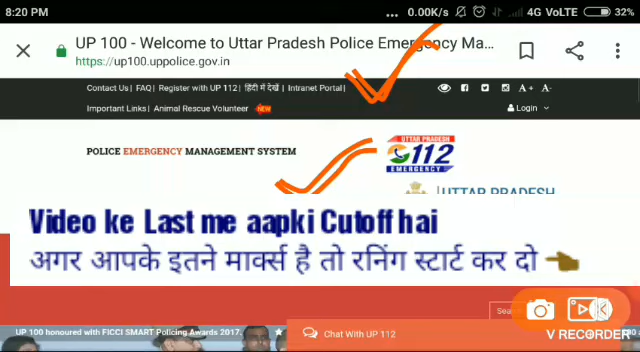 8:20 PM ... 0.00K/s 4G VoLTE 32%
UP 100 - Welcome to Uttar Pradesh Police Emergency Ma...
https://up100.uppolice.gov.in
Contact Us | FAQ | Register with UP 112 | हिंदी में देखें | Intranet Portal | A+ A-
Important Links | Animal Rescue Volunteer NEW Login
POLICE EMERGENCY MANAGEMENT SYSTEM
UTTAR PRADESH
112
EMERGENCY
UTTAR PRADESH
Video ke Last me aapki Cutoff hai
अगर आपके इतने मार्क्स है तो रनिंग स्टार्ट कर दो
Sea
UP 100 honoured with FICCI SMART Policing Awards 2017.
Chat With UP 112
V RECORDER